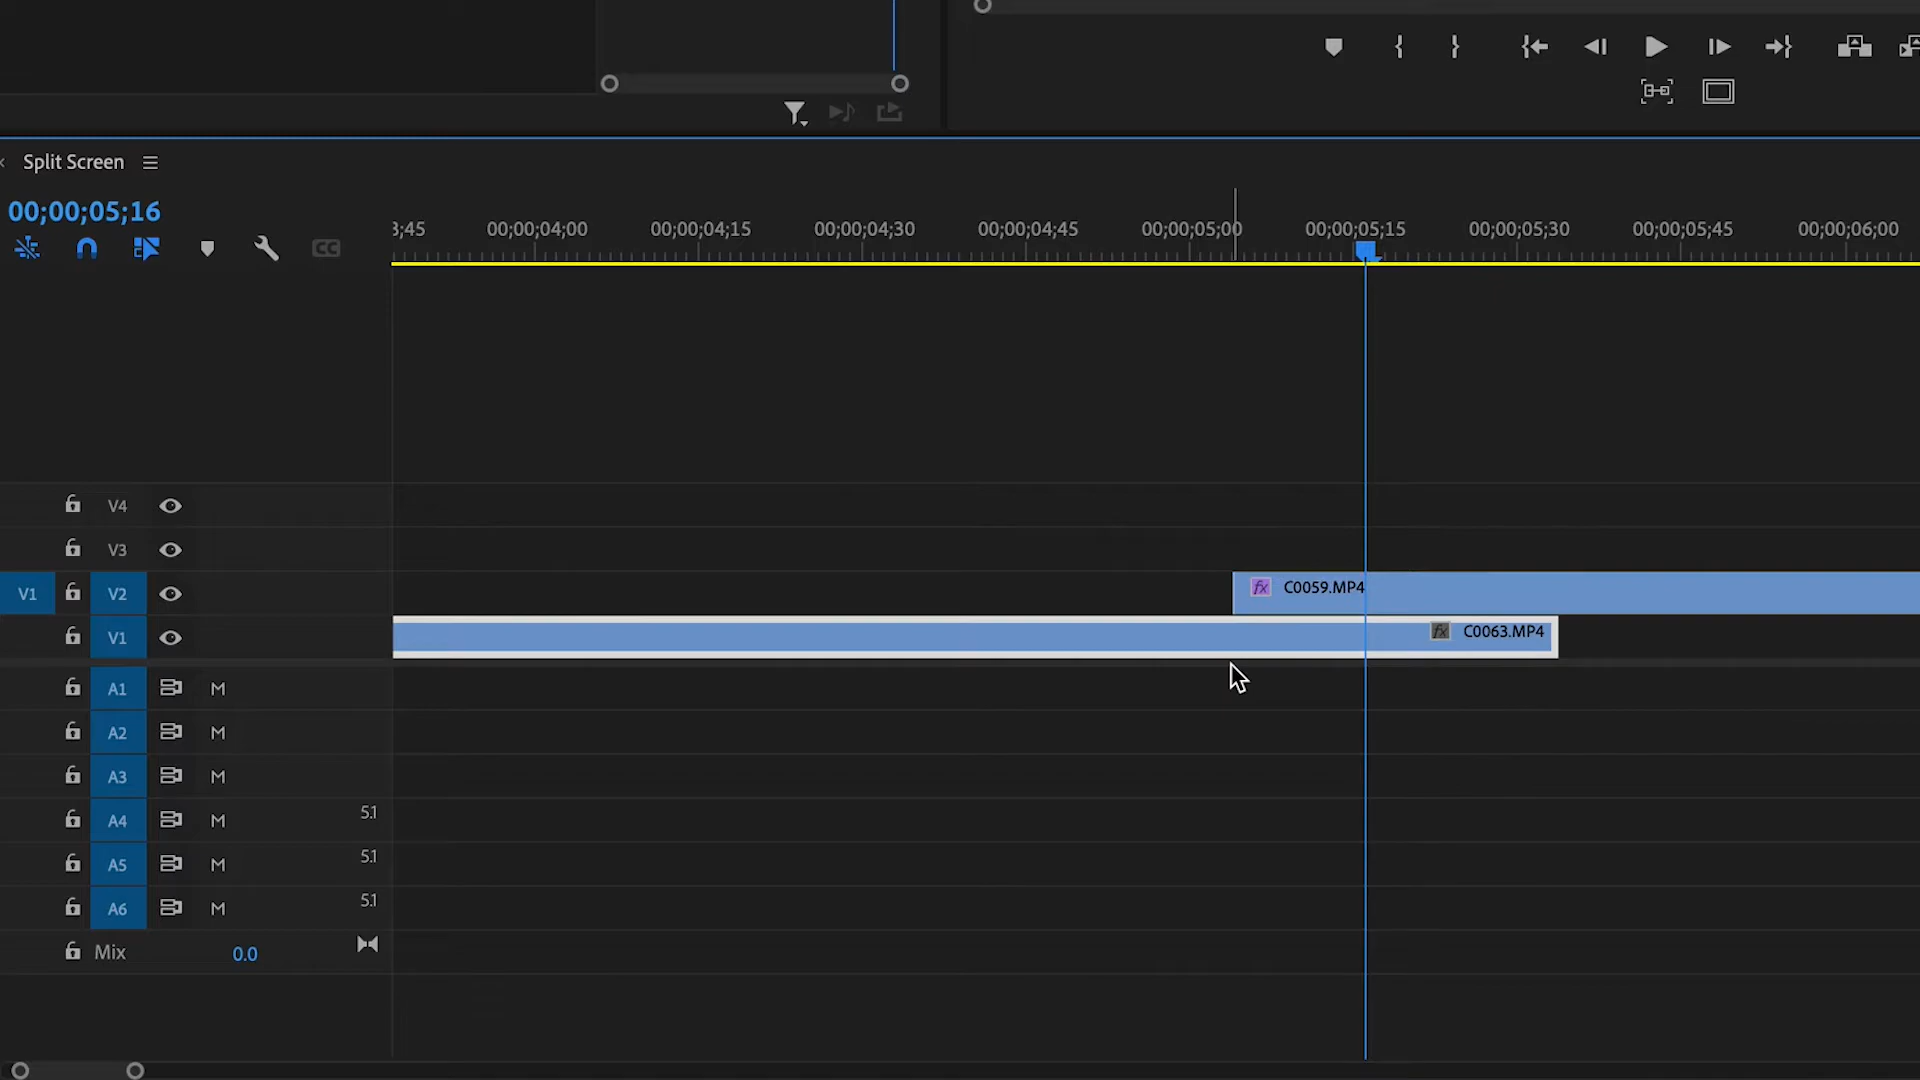 Split Screen
00;00;05;16
3;45 00;00;04;00 00;00;04;15 00;00;04;30 00;00;04;45 00;00;05;00 00;00;05;15 00;00;05;30 00;00;05;45 00;00;06;00
CC
V4
V3
V1 V2 fx C0059.MP4
V1 fx C0063.MP4
A1 M
A2 M
A3 M
A4 M 5.1
A5 M 5.1
A6 M 5.1
Mix 0.0